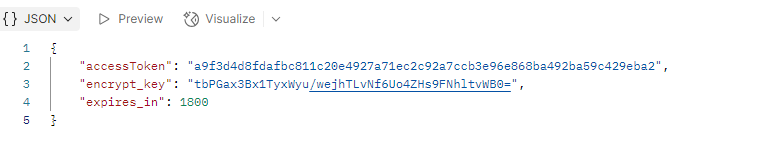 {} JSON Preview Visualize
1 {
2 "accessToken": "a9f3d4d8fdafbc811c20e4927a71ec2c92a7ccb3e96e868ba492ba59c429eba2",
3 "encrypt_key": "tbPGax3Bx1TyxWyu/wejhTLvNf6Uo4ZHs9FNhltvWB0=",
4 "expires_in": 1800
5 }